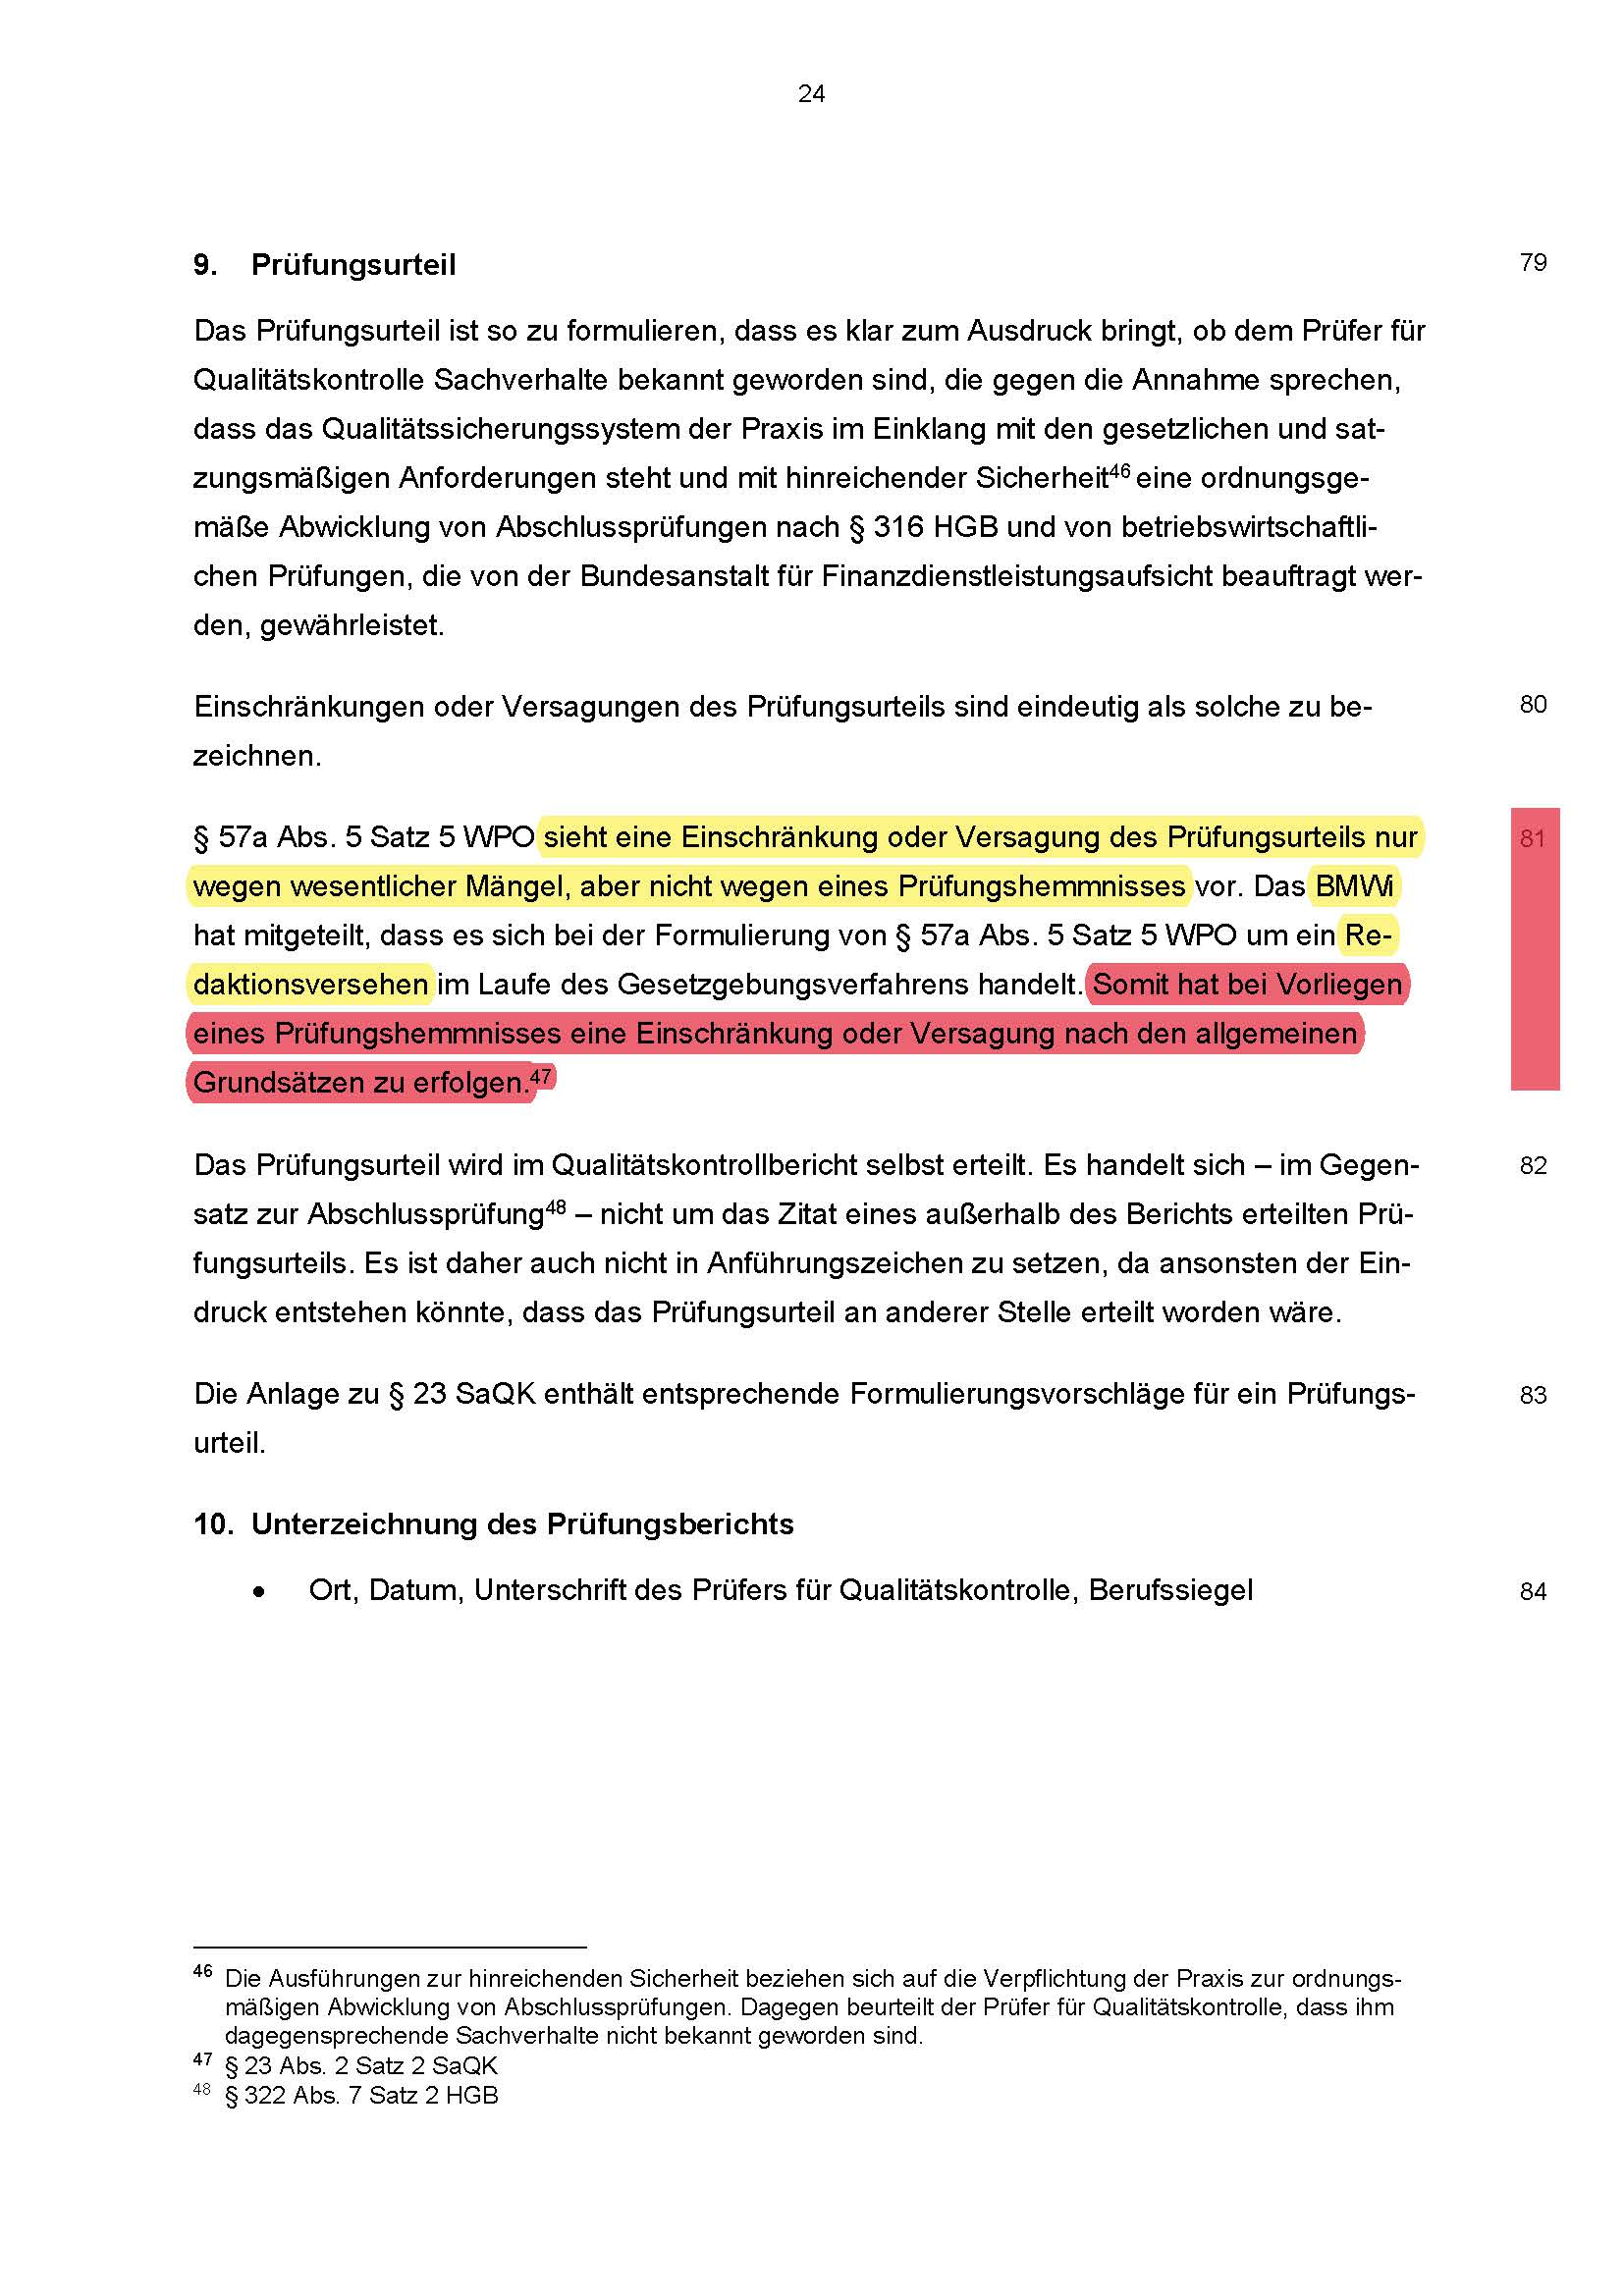 24
9. Prüfungsurteil 79
Das Prüfungsurteil ist so zu formulieren, dass es klar zum Ausdruck bringt, ob dem Prüfer für
Qualitätskontrolle Sachverhalte bekannt geworden sind, die gegen die Annahme sprechen,
dass das Qualitätssicherungssystem der Praxis im Einklang mit den gesetzlichen und sat-
zungsmäßigen Anforderungen steht und mit hinreichender Sicherheit46 eine ordnungsge-
mäße Abwicklung von Abschlussprüfungen nach § 316 HGB und von betriebswirtschaftli-
chen Prüfungen, die von der Bundesanstalt für Finanzdienstleistungsaufsicht beauftragt wer-
den, gewährleistet.
Einschränkungen oder Versagungen des Prüfungsurteils sind eindeutig als solche zu be- 80
zeichnen.
§ 57a Abs. 5 Satz 5 WPO sieht eine Einschränkung oder Versagung des Prüfungsurteils nur 81
wegen wesentlicher Mängel, aber nicht wegen eines Prüfungshemmnisses vor. Das BMWi
hat mitgeteilt, dass es sich bei der Formulierung von § 57a Abs. 5 Satz 5 WPO um ein Re-
daktionsversehen im Laufe des Gesetzgebungsverfahrens handelt. Somit hat bei Vorliegen
eines Prüfungshemmnisses eine Einschränkung oder Versagung nach den allgemeinen
Grundsätzen zu erfolgen.47
Das Prüfungsurteil wird im Qualitätskontrollbericht selbst erteilt. Es handelt sich – im Gegen- 82
satz zur Abschlussprüfung48 – nicht um das Zitat eines außerhalb des Berichts erteilten Prü-
fungsurteils. Es ist daher auch nicht in Anführungszeichen zu setzen, da ansonsten der Ein-
druck entstehen könnte, dass das Prüfungsurteil an anderer Stelle erteilt worden wäre.
Die Anlage zu § 23 SaQK enthält entsprechende Formulierungsvorschläge für ein Prüfungs- 83
urteil.
10. Unterzeichnung des Prüfungsberichts
• Ort, Datum, Unterschrift des Prüfers für Qualitätskontrolle, Berufssiegel 84
46 Die Ausführungen zur hinreichenden Sicherheit beziehen sich auf die Verpflichtung der Praxis zur ordnungs-
mäßigen Abwicklung von Abschlussprüfungen. Dagegen beurteilt der Prüfer für Qualitätskontrolle, dass ihm
dagegensprechende Sachverhalte nicht bekannt geworden sind.
47 § 23 Abs. 2 Satz 2 SaQK
48 § 322 Abs. 7 Satz 2 HGB